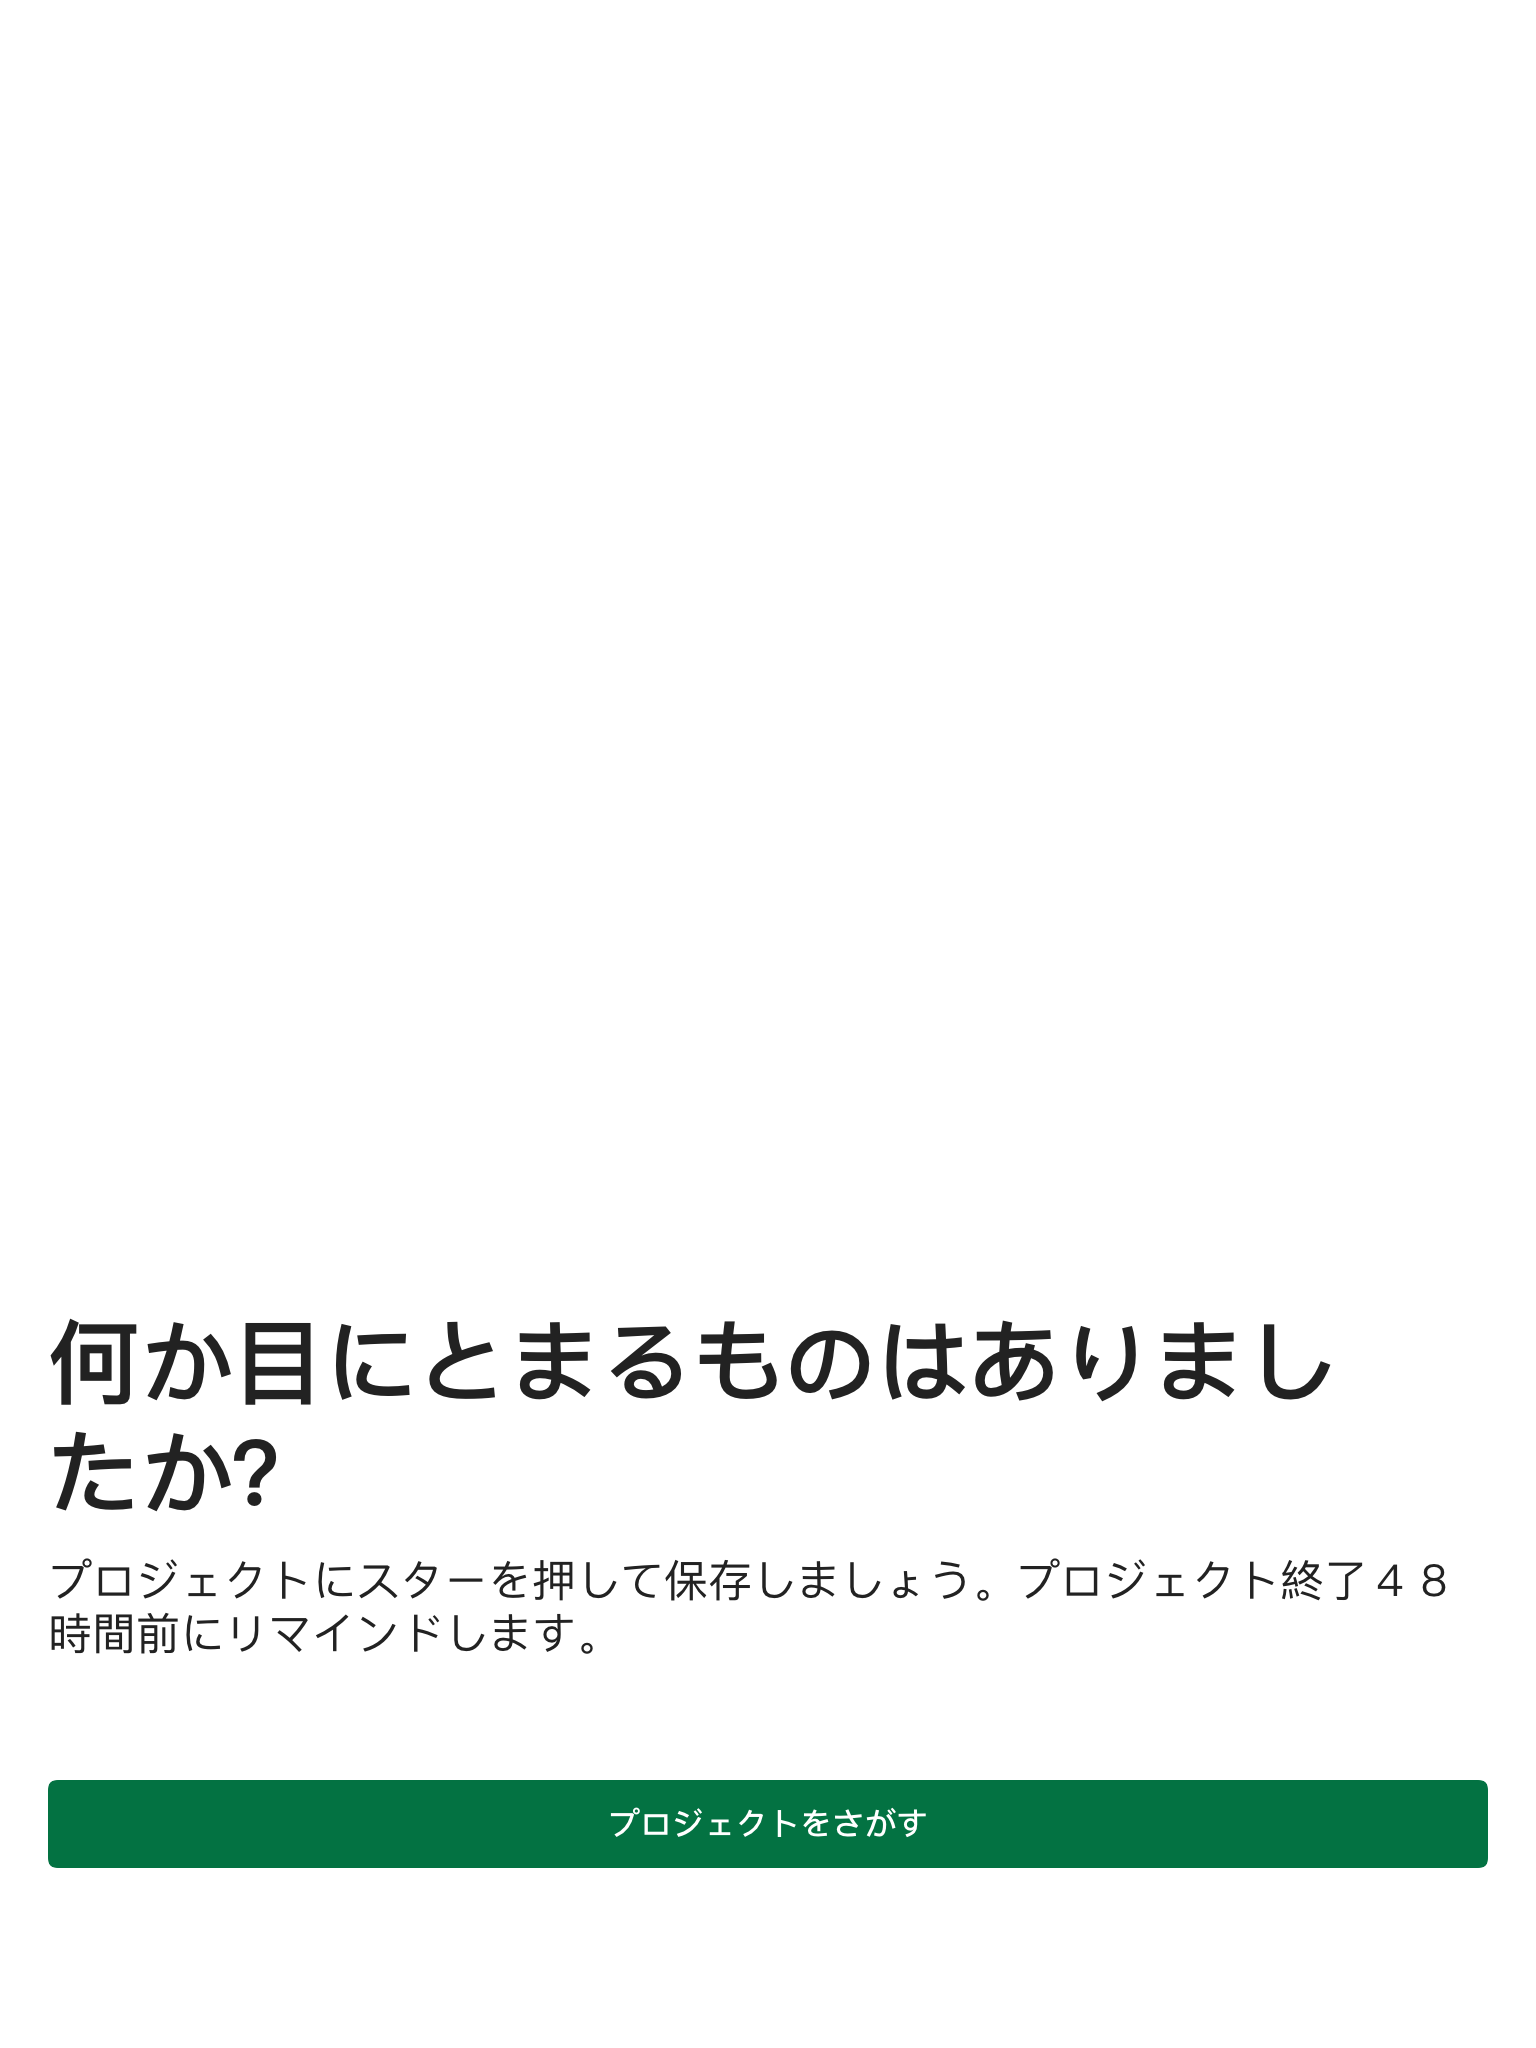 何か目にとまるものはありまし
たか?
プロジェクトにスターを押して保存しましょう。プロジェクト終了４８
時間前にリマインドします。
プロジェクトをさがす